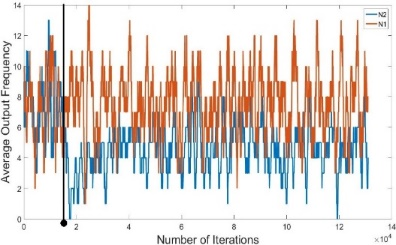 14
12
10
8
6
4
2
0
Average Output Frequency
N2
N1
0 2 4 6 8 10 12 14
×10⁴
Number of Iterations